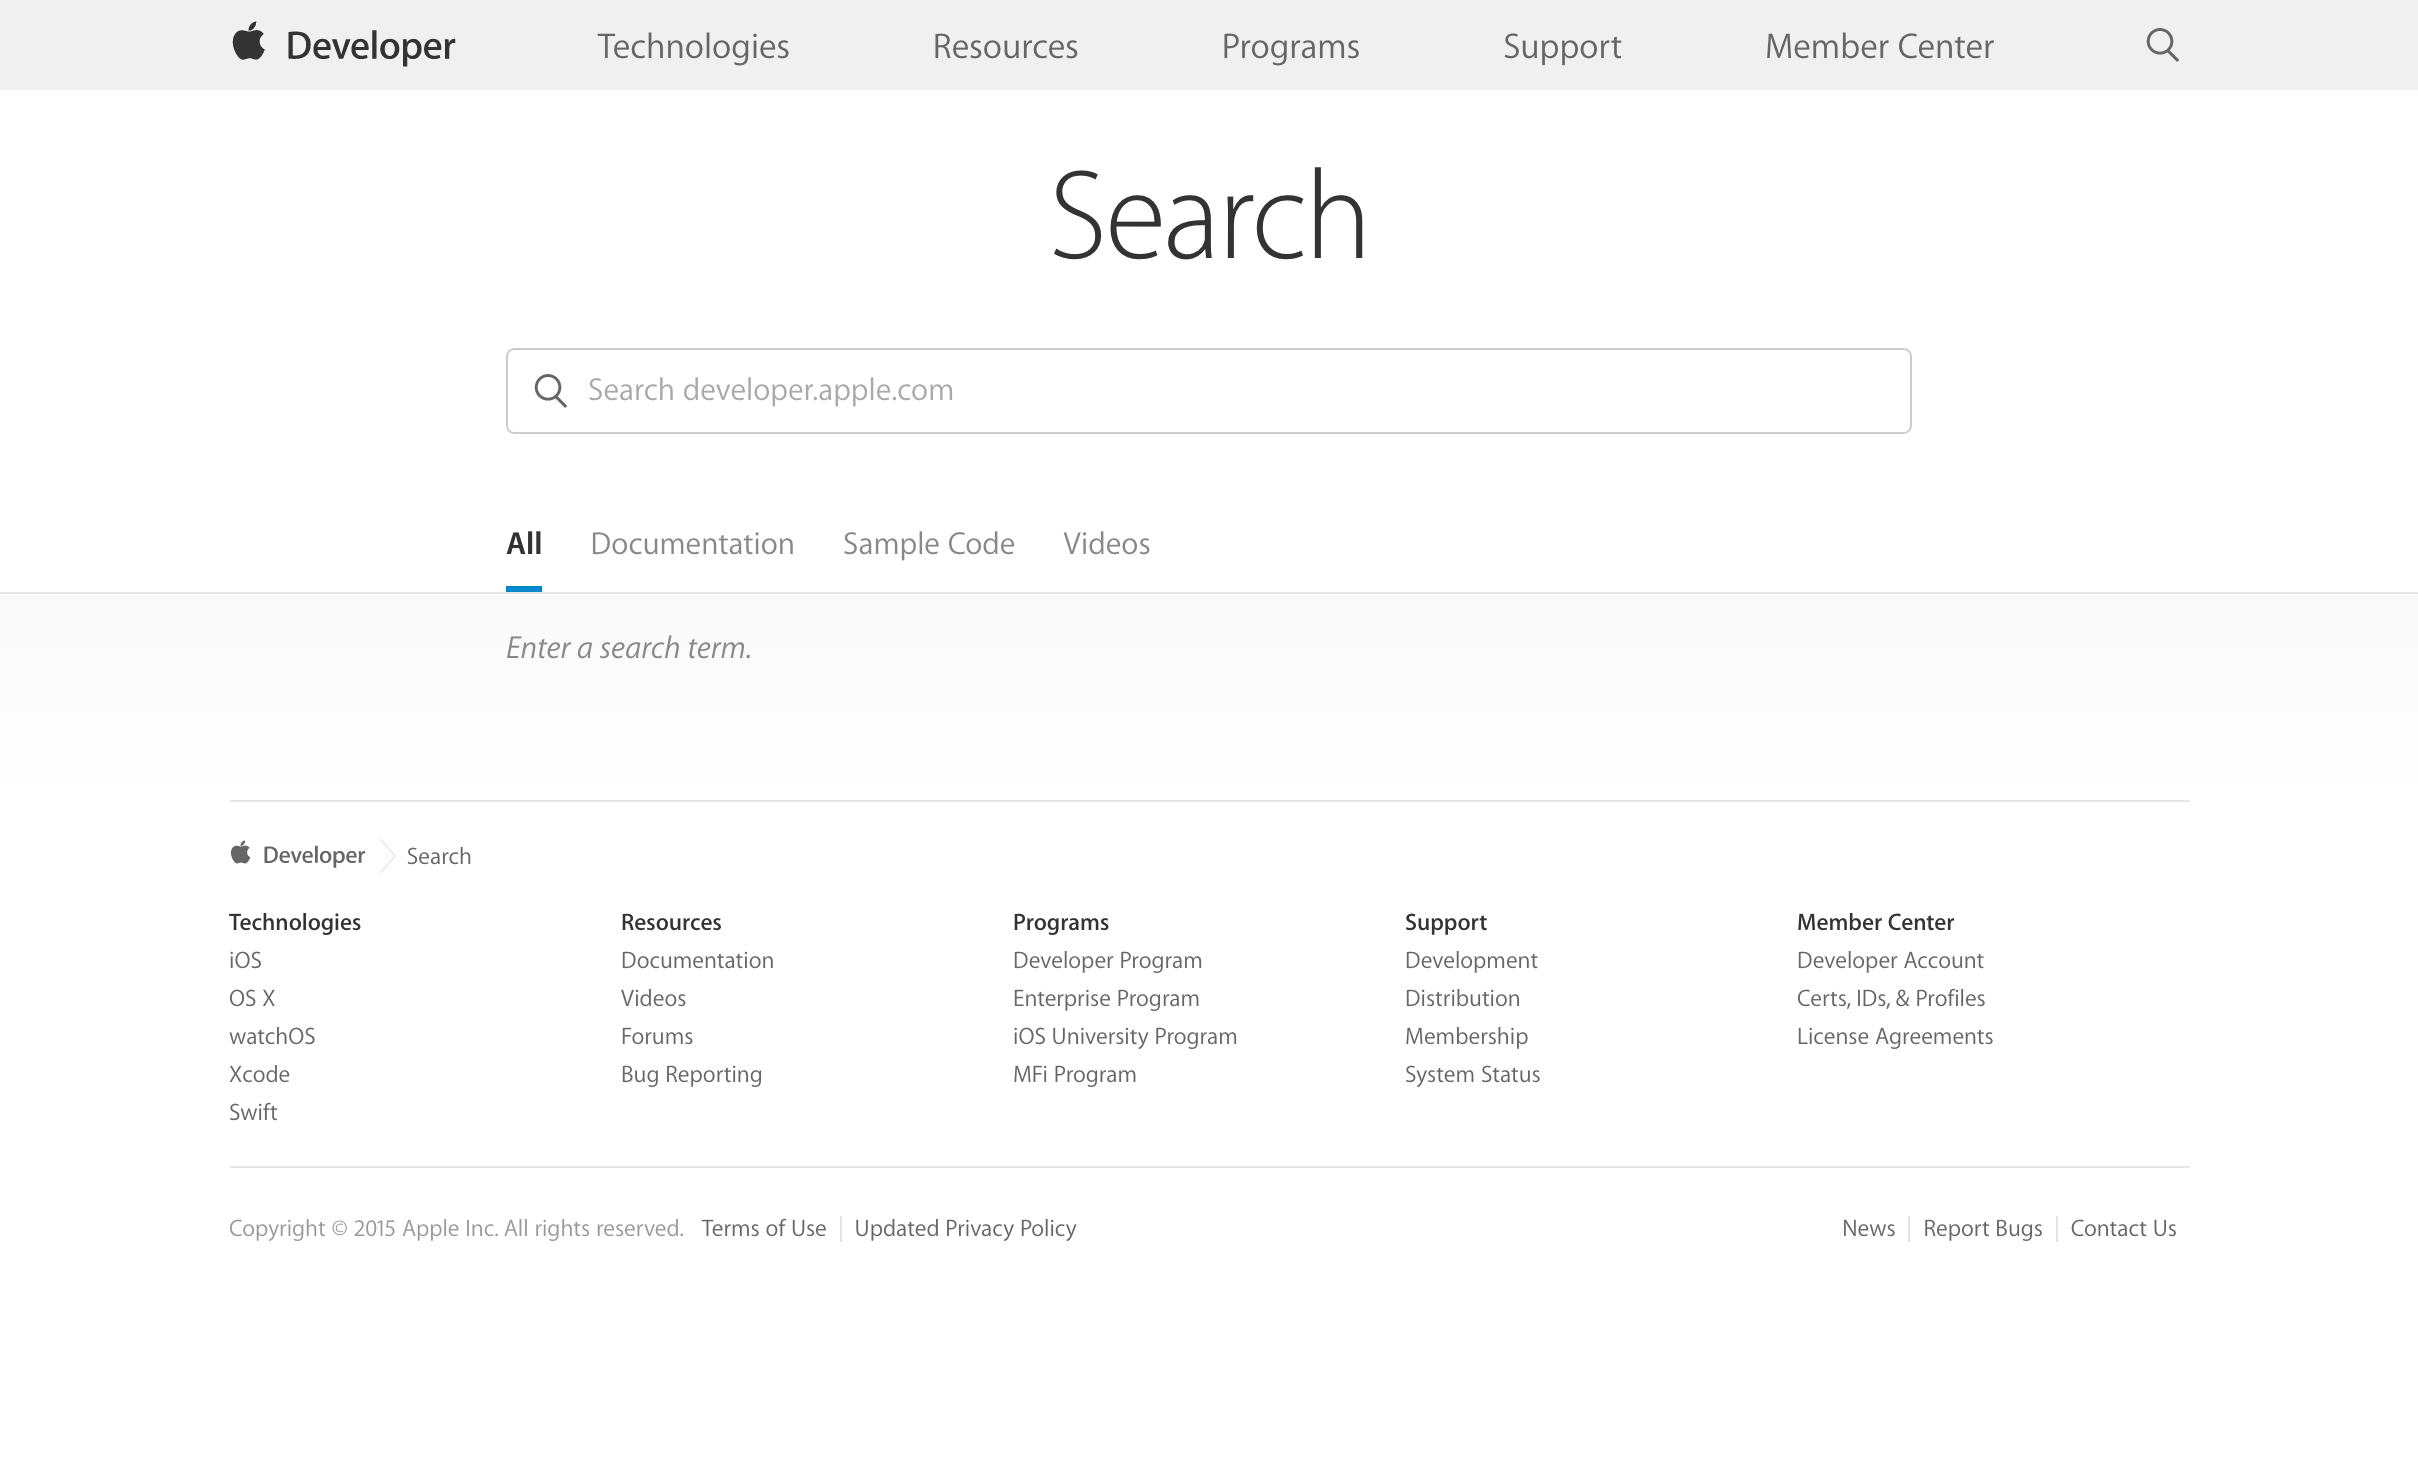 Developer Technologies Resources Programs Support Member Center
Search
Search developer.apple.com
All Documentation Sample Code Videos
Enter a search term.
Developer Search
Technologies
iOS
OS X
watchOS
Xcode
Swift
Resources
Documentation
Videos
Forums
Bug Reporting
Programs
Developer Program
Enterprise Program
iOS University Program
MFi Program
Support
Development
Distribution
Membership
System Status
Member Center
Developer Account
Certs, IDs, & Profiles
License Agreements
Copyright © 2015 Apple Inc. All rights reserved. Terms of Use Updated Privacy Policy News Report Bugs Contact Us